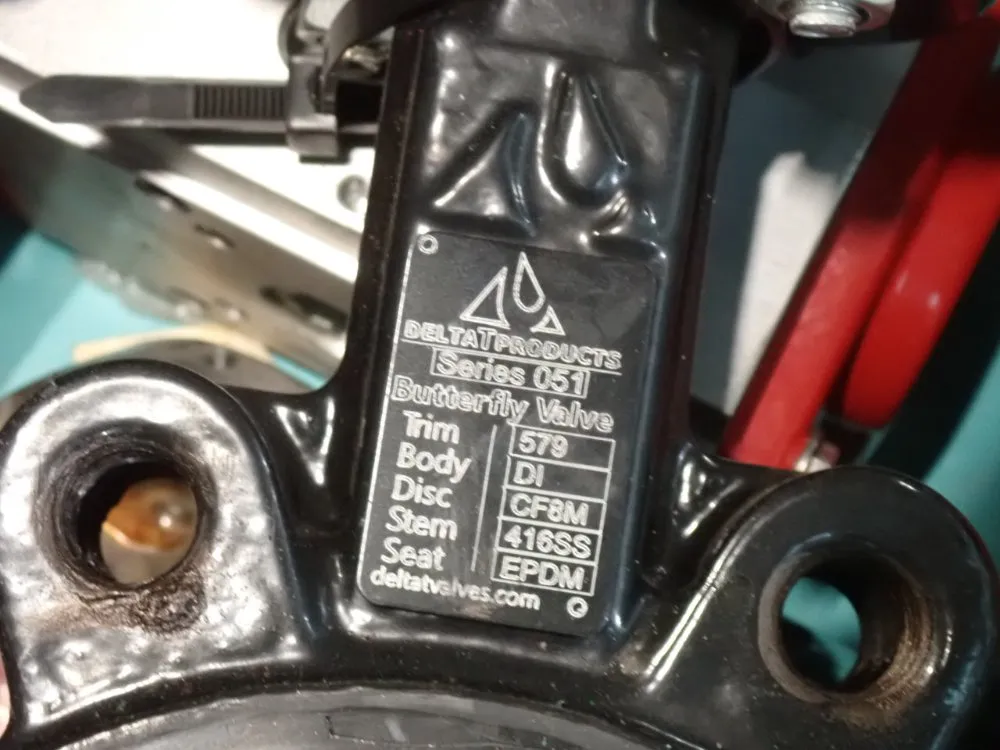 DELTATPRODUCTS
Series 051
Butterfly Valve
Trim 579
Body DI
Disc CF8M
Stem 416SS
Seat EPDM
deltatvalves.com